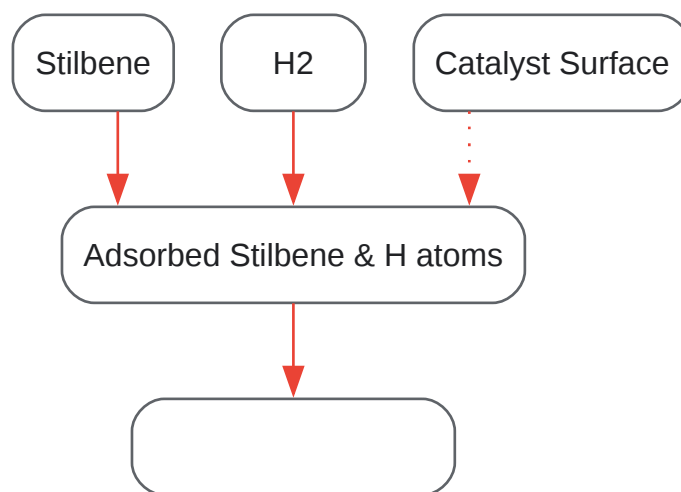 Stilbene
H2
Catalyst Surface
Adsorbed Stilbene & H atoms